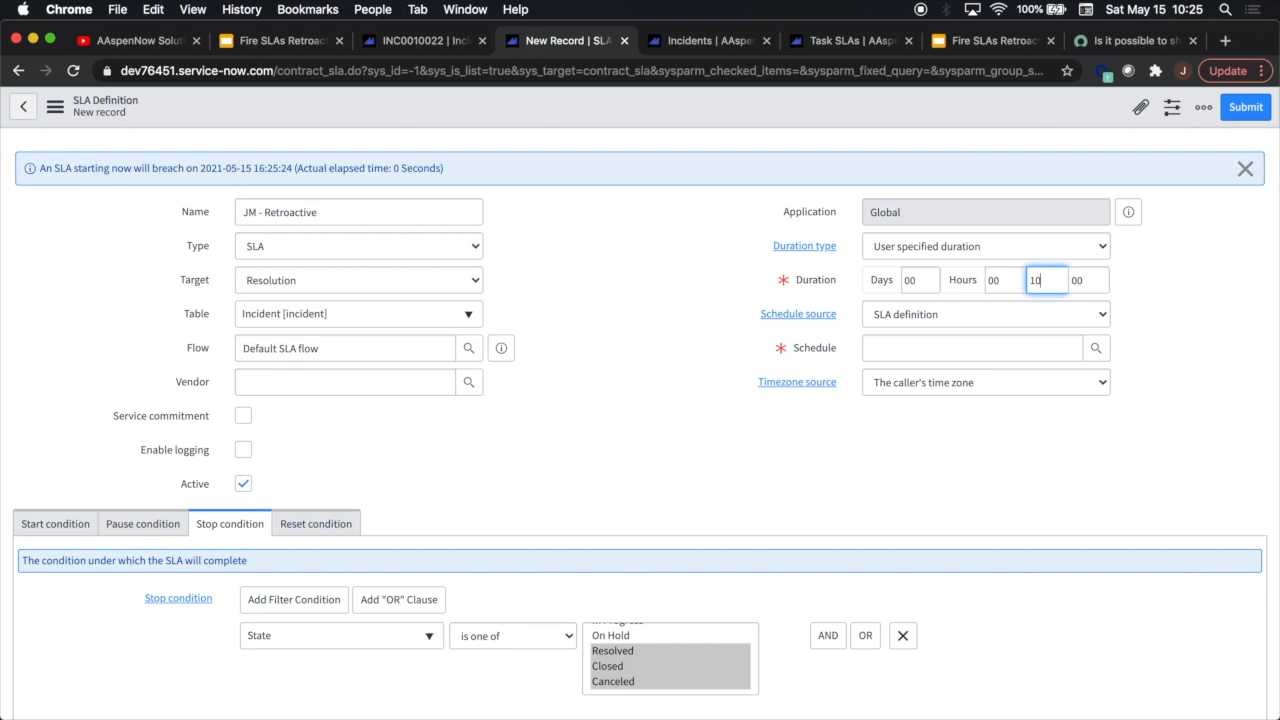 Chrome File Edit View History Bookmarks People Tab Window Help 100% Sat May 15 10:25
AAspenNow Soluti
Fire SLAs Retroac
INC0010022 | Inc
New Record | SLA
Incidents | AAspe
Task SLAs | AAsp
Fire SLAs Retroac
Is it possible to sh
dev76451.service-now.com/contract_sla.do?sys_id=-1&sys_is_list=true&sys_target=contract_sla&sysparm_checked_items=&sysparm_fixed_query=&sysparm_group_s...
J
Update
SLA Definition
New record
Submit
An SLA starting now will breach on 2021-05-15 16:25:24 (Actual elapsed time: 0 Seconds)
Name JM - Retroactive
Application Global
Type SLA
Duration type User specified duration
Target Resolution
Duration Days 00 Hours 00 10 00
Table Incident [incident]
Schedule source SLA definition
Flow Default SLA flow
Schedule
Vendor
Timezone source The caller's time zone
Service commitment
Enable logging
Active
Start condition Pause condition Stop condition Reset condition
The condition under which the SLA will complete
Stop condition Add Filter Condition Add "OR" Clause
State is one of
On Hold
Resolved
Closed
Canceled
AND OR